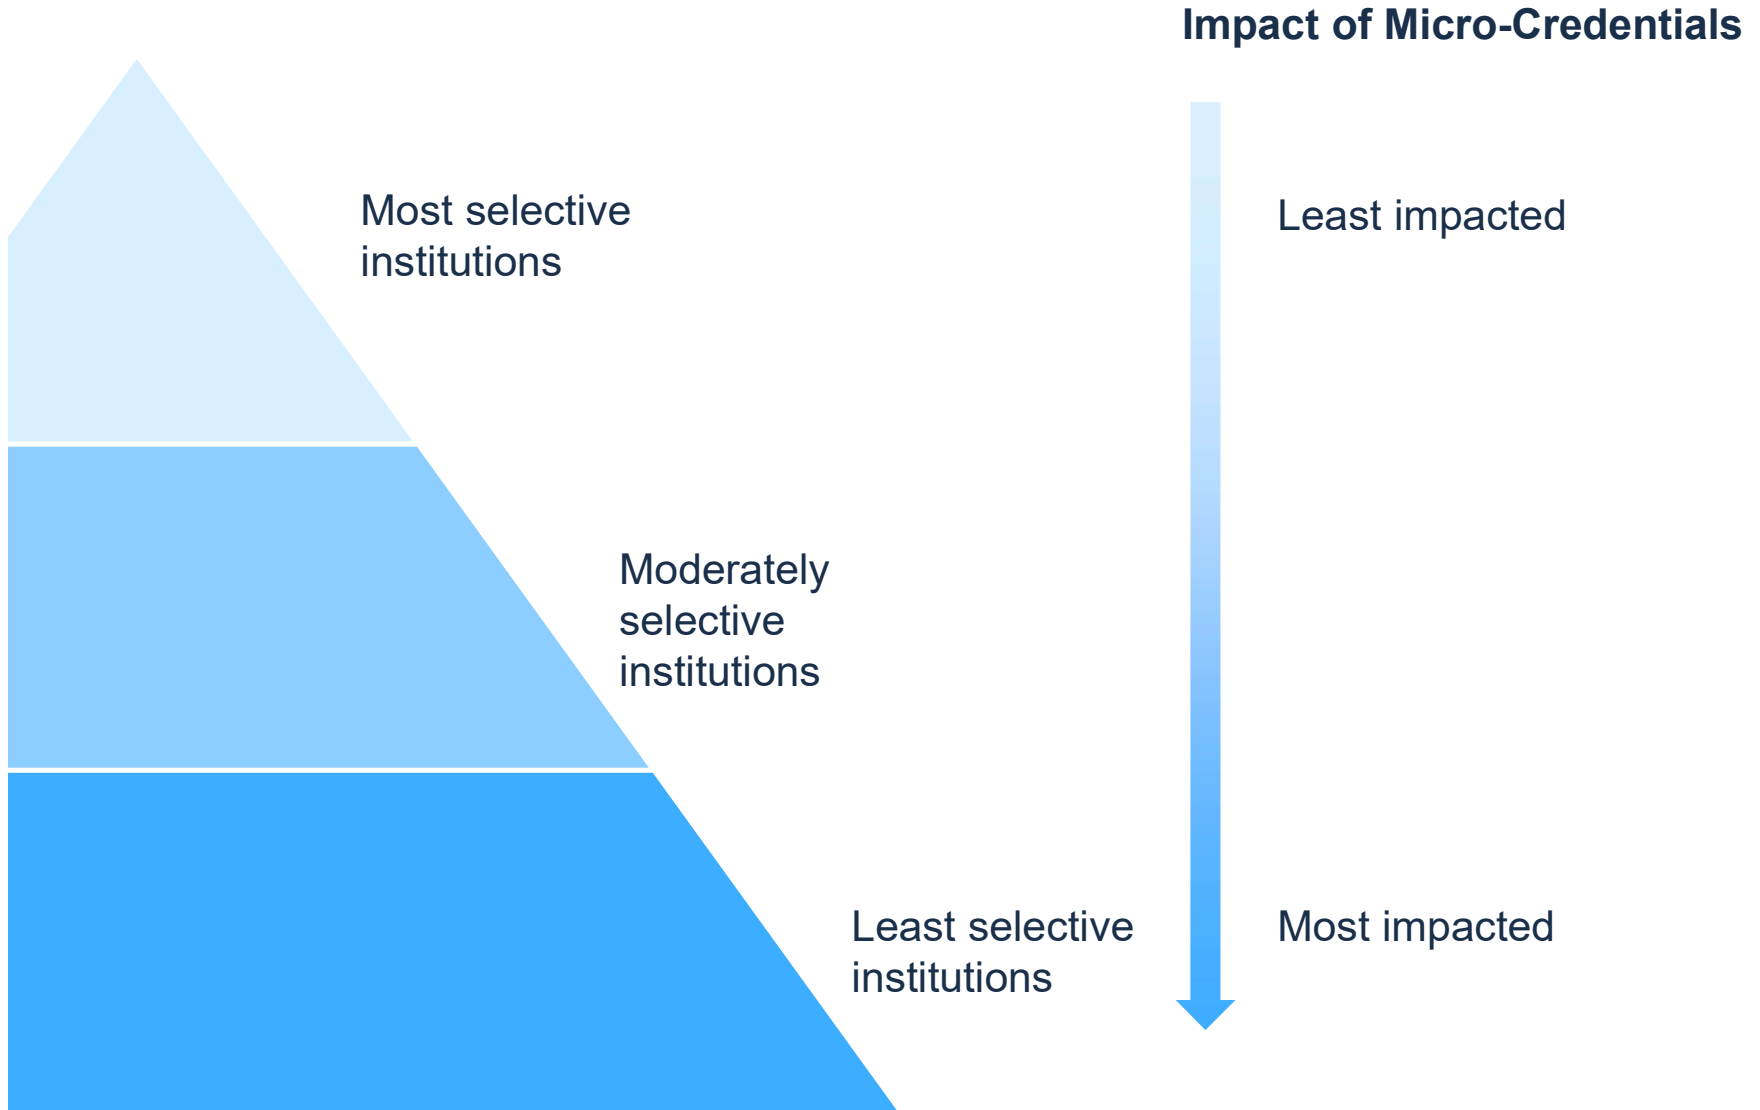 Impact of Micro-Credentials
Most selective
institutions
Least impacted
Moderately
selective
institutions
Least selective
institutions
Most impacted